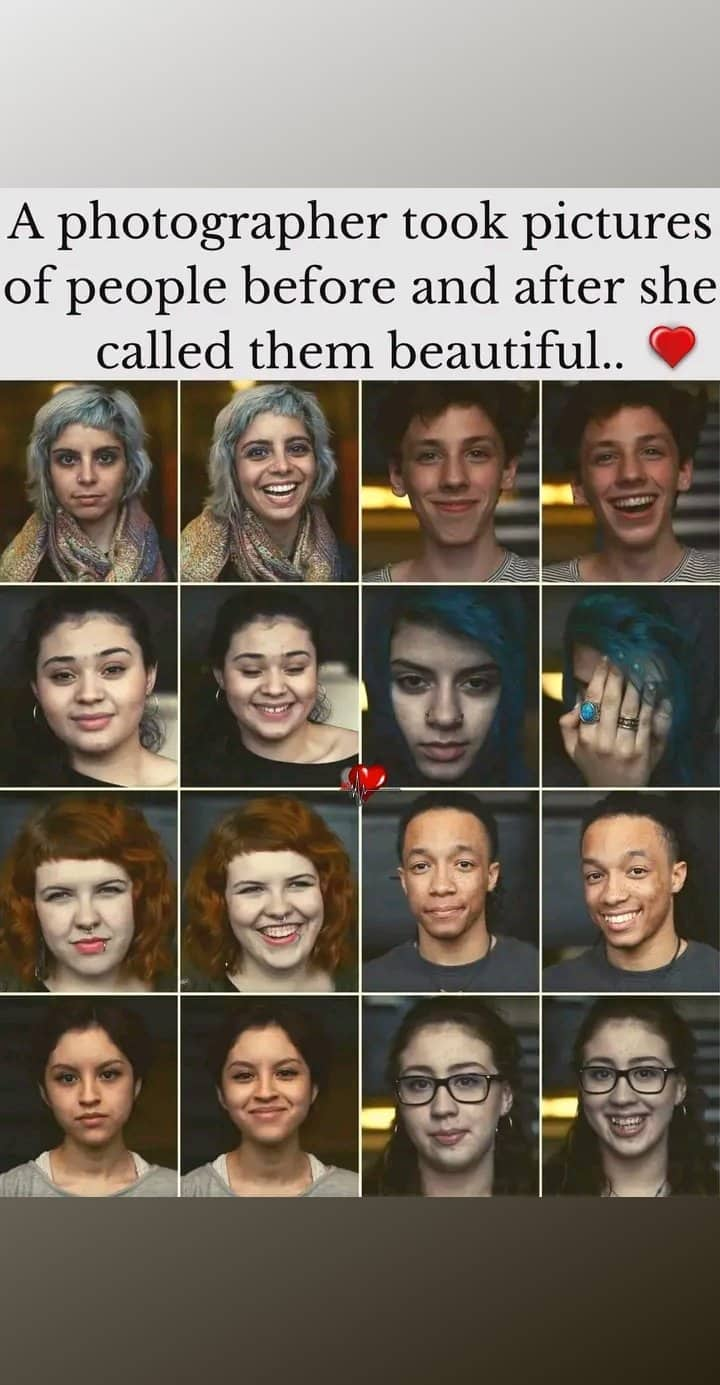 A photographer took pictures
of people before and after she
called them beautiful.. ❤️